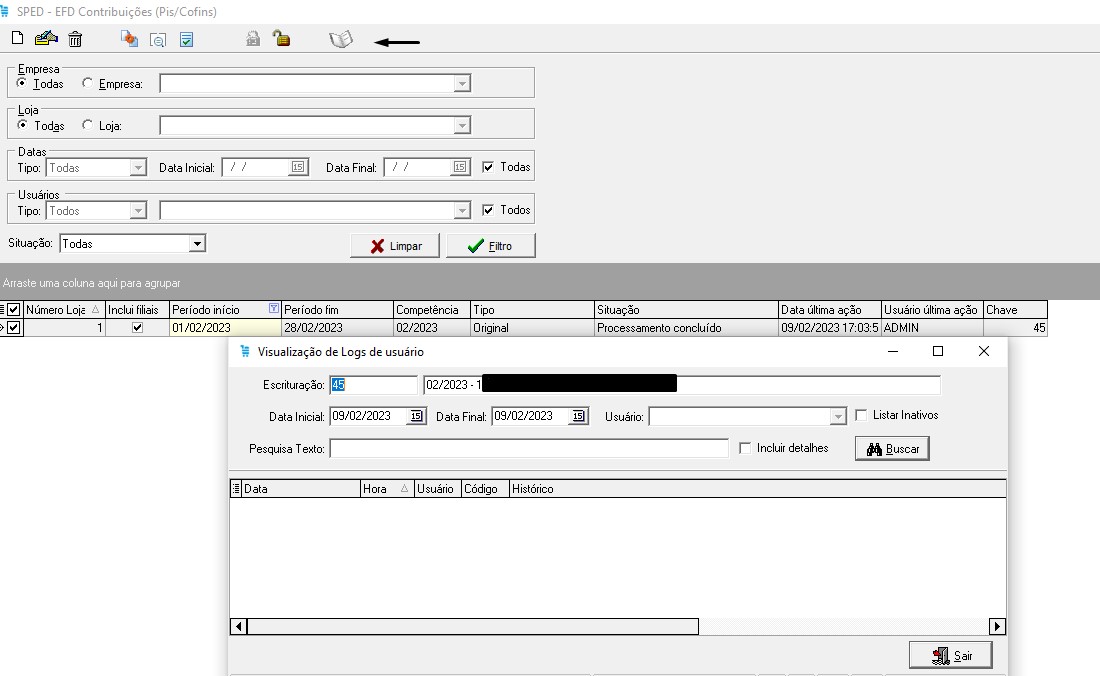 SPED - EFD Contribuições (Pis/Cofins)
Empresa
Todas Empresa:
Loja
Todas Loja:
Datas
Tipo: Todas Data Inicial: / / 15 Data Final: / / 15 Todas
Usuários
Tipo: Todos Todos
Situação: Todas Limpar Filtro
Arraste uma coluna aqui para agrupar
Número Loja Inclui filiais Período início Período fim Competência Tipo Situação Data última ação Usuário última ação Chave
1 01/02/2023 28/02/2023 02/2023 Original Processamento concluído 09/02/2023 17:03:5 ADMIN 45
Visualização de Logs de usuário
Escrituração: 45 02/2023 - 1
Data Inicial: 09/02/2023 15 Data Final: 09/02/2023 15 Usuário: Listar Inativos
Pesquisa Texto: Incluir detalhes Buscar
Data Hora Usuário Código Histórico
Sair